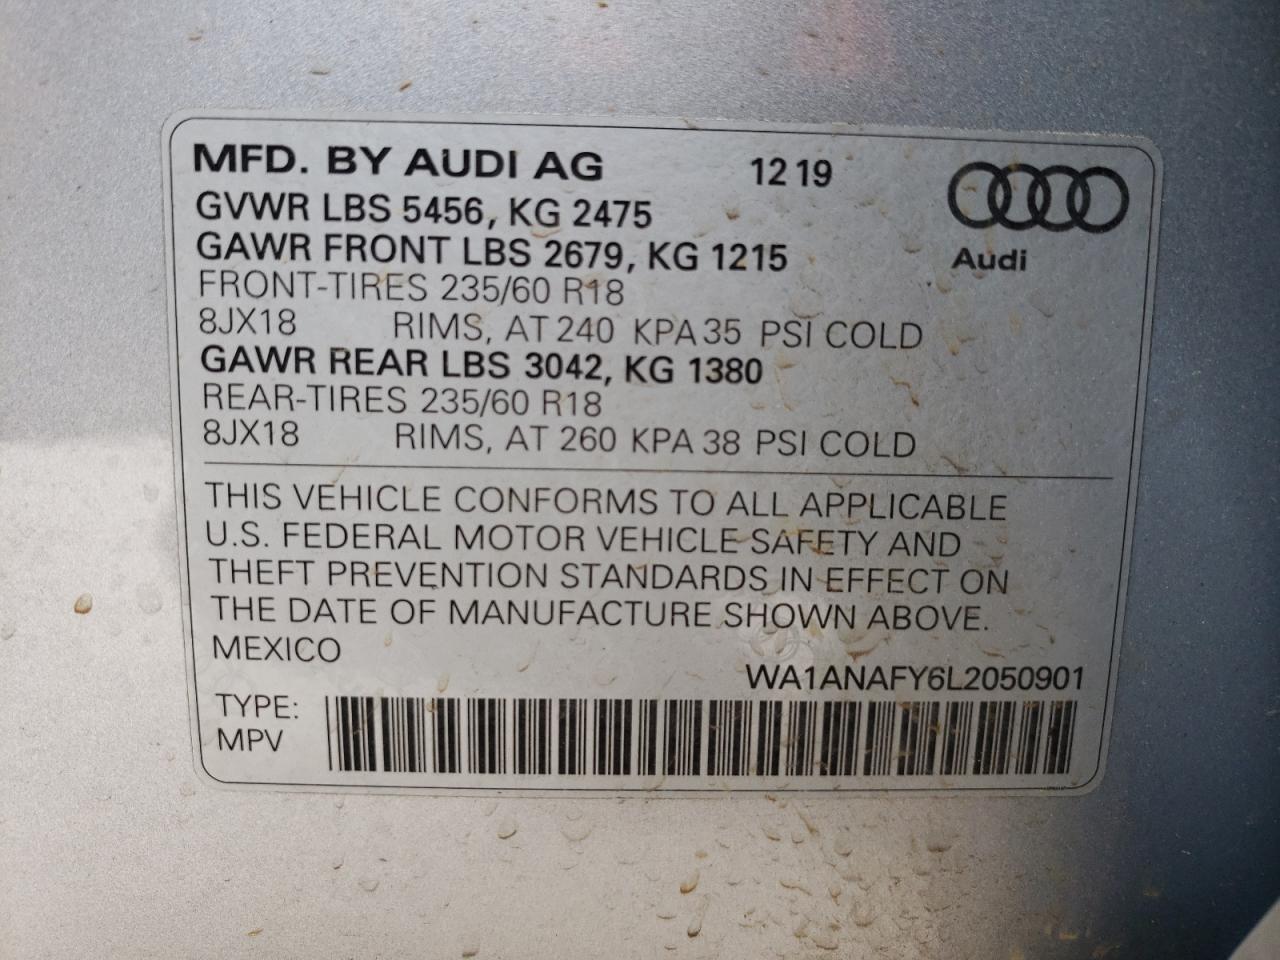 MFD. BY AUDI AG 12 19
GVWR LBS 5456, KG 2475
GAWR FRONT LBS 2679, KG 1215
Audi
FRONT-TIRES 235/60 R18
8JX18 RIMS, AT 240 KPA 35 PSI COLD
GAWR REAR LBS 3042, KG 1380
REAR-TIRES 235/60 R18
8JX18 RIMS, AT 260 KPA 38 PSI COLD
THIS VEHICLE CONFORMS TO ALL APPLICABLE
U.S. FEDERAL MOTOR VEHICLE SAFETY AND
THEFT PREVENTION STANDARDS IN EFFECT ON
THE DATE OF MANUFACTURE SHOWN ABOVE.
MEXICO
WA1ANAFY6L2050901
TYPE:
MPV